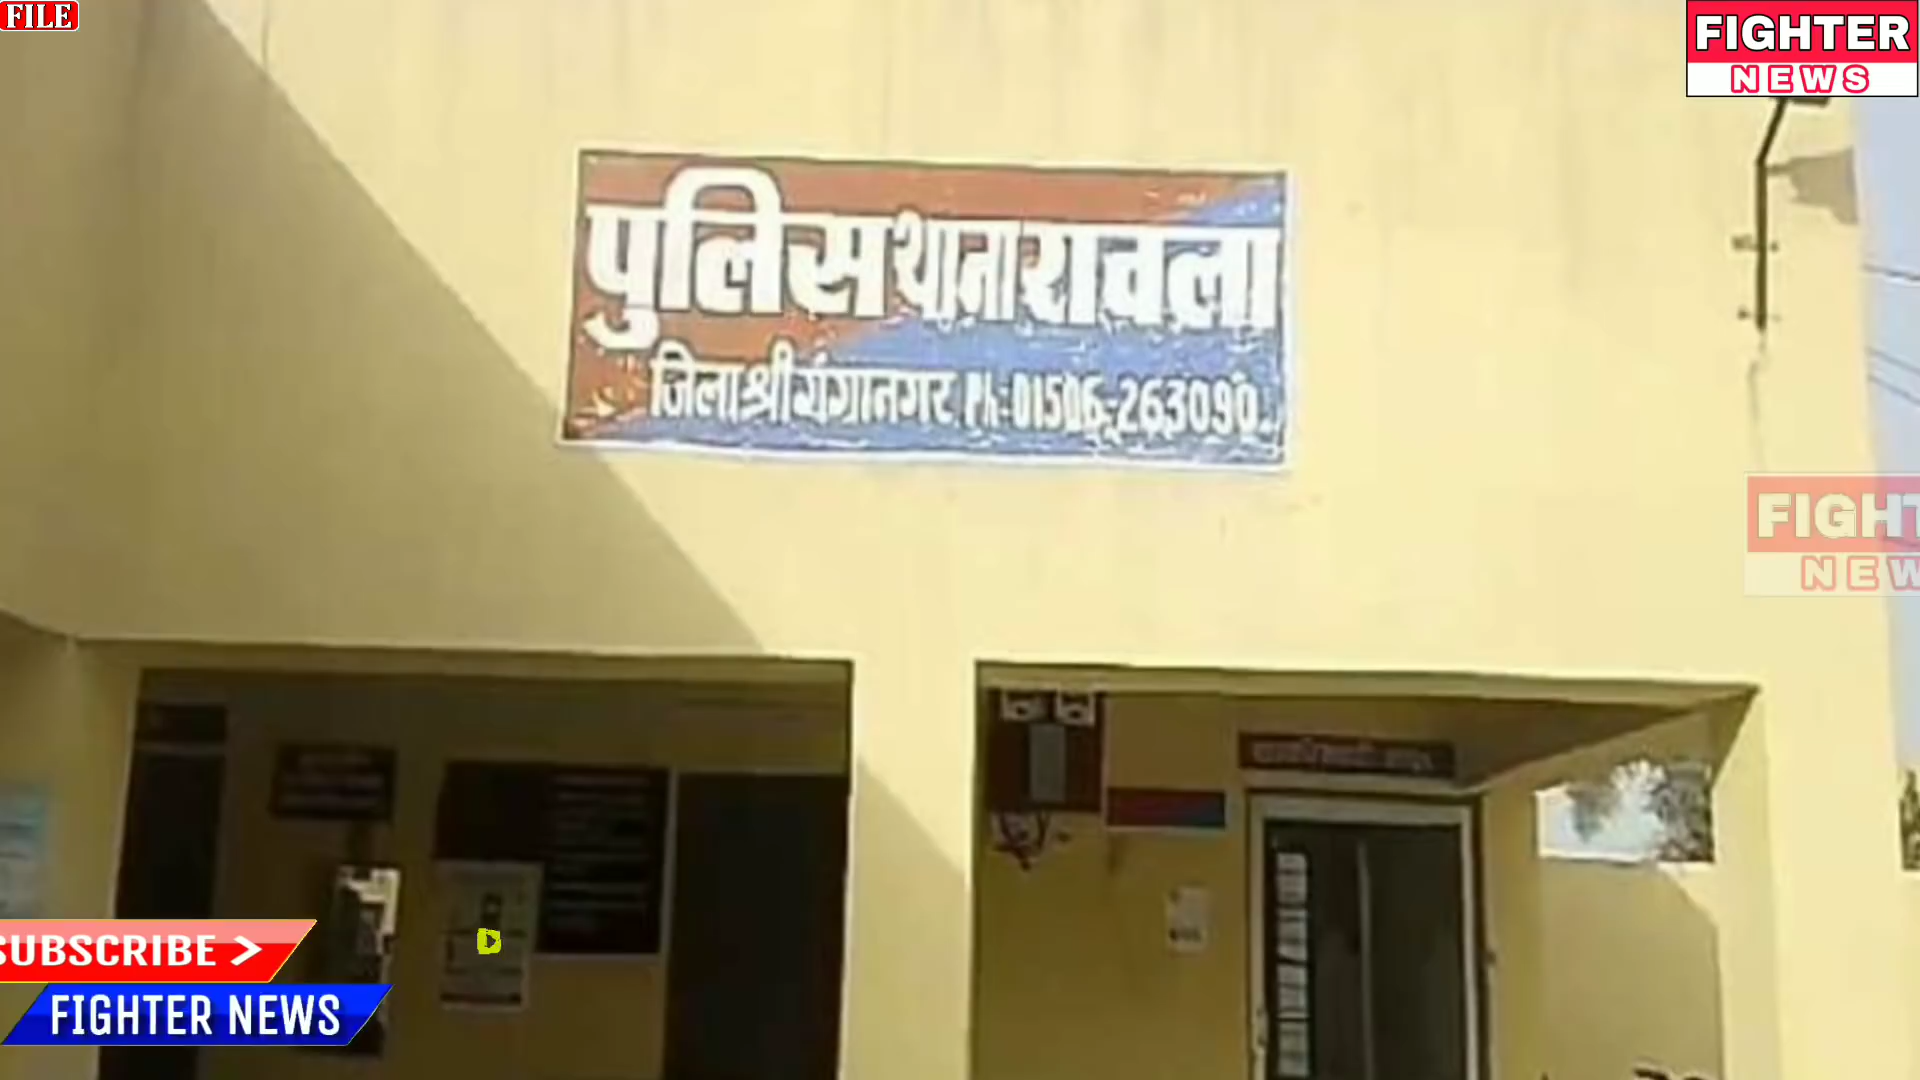 FILE
FIGHTER
NEWS
पुलिस थाना रावला
जिला श्रीगंगानगर Ph:-01506-263090
FIGHT
NEW
SUBSCRIBE >
FIGHTER NEWS